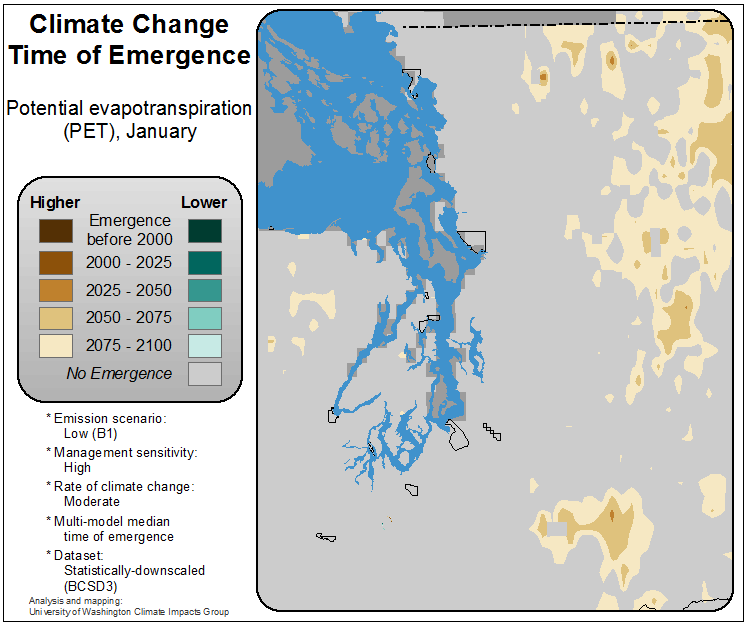 Climate Change
Time of Emergence
Potential evapotranspiration
(PET), January
Higher Lower
Emergence
before 2000
2000 - 2025
2025 - 2050
2050 - 2075
2075 - 2100
No Emergence
* Emission scenario:
Low (B1)
* Management sensitivity:
High
* Rate of climate change:
Moderate
* Multi-model median
time of emergence
* Dataset:
Statistically-downscaled
(BCSD3)
Analysis and mapping:
University of Washington Climate Impacts Group